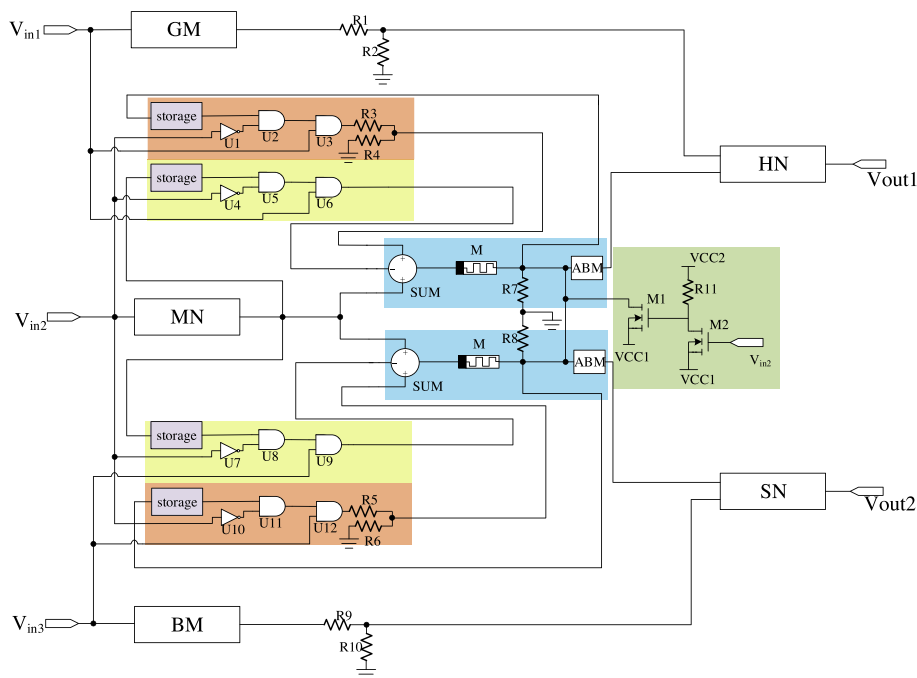 Vin1
GM
R1
R2
storage
U1
U2
U3
R3
R4
storage
U4
U5
U6
HN
Vout1
M
SUM
R7
ABM
VCC2
R11
M1
M2
VCC1
Vin2
VCC1
Vin2
MN
R8
M
SUM
ABM
storage
U7
U8
U9
storage
U10
U11
U12
R5
R6
SN
Vout2
Vin3
BM
R9
R10